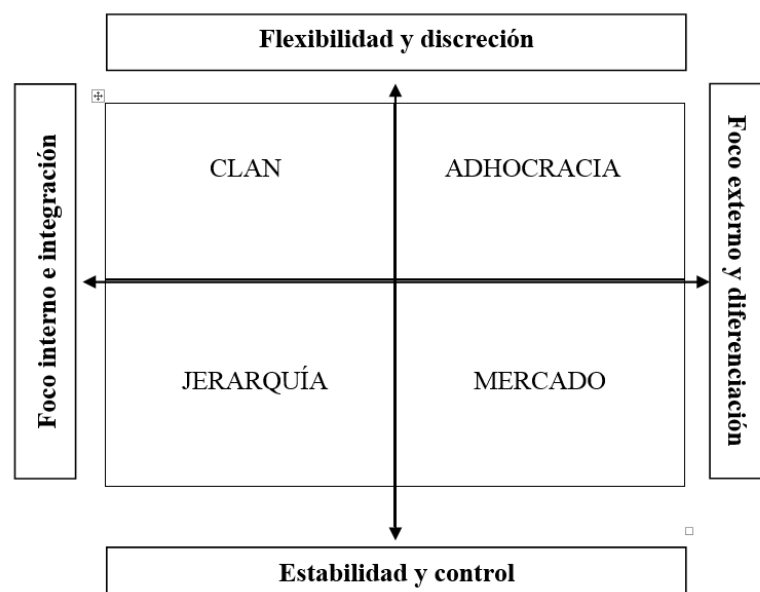 Flexibilidad y discreción
Foco interno e integración
CLAN
ADHOCRACIA
Foco externo y diferenciación
JERARQUÍA
MERCADO
Estabilidad y control